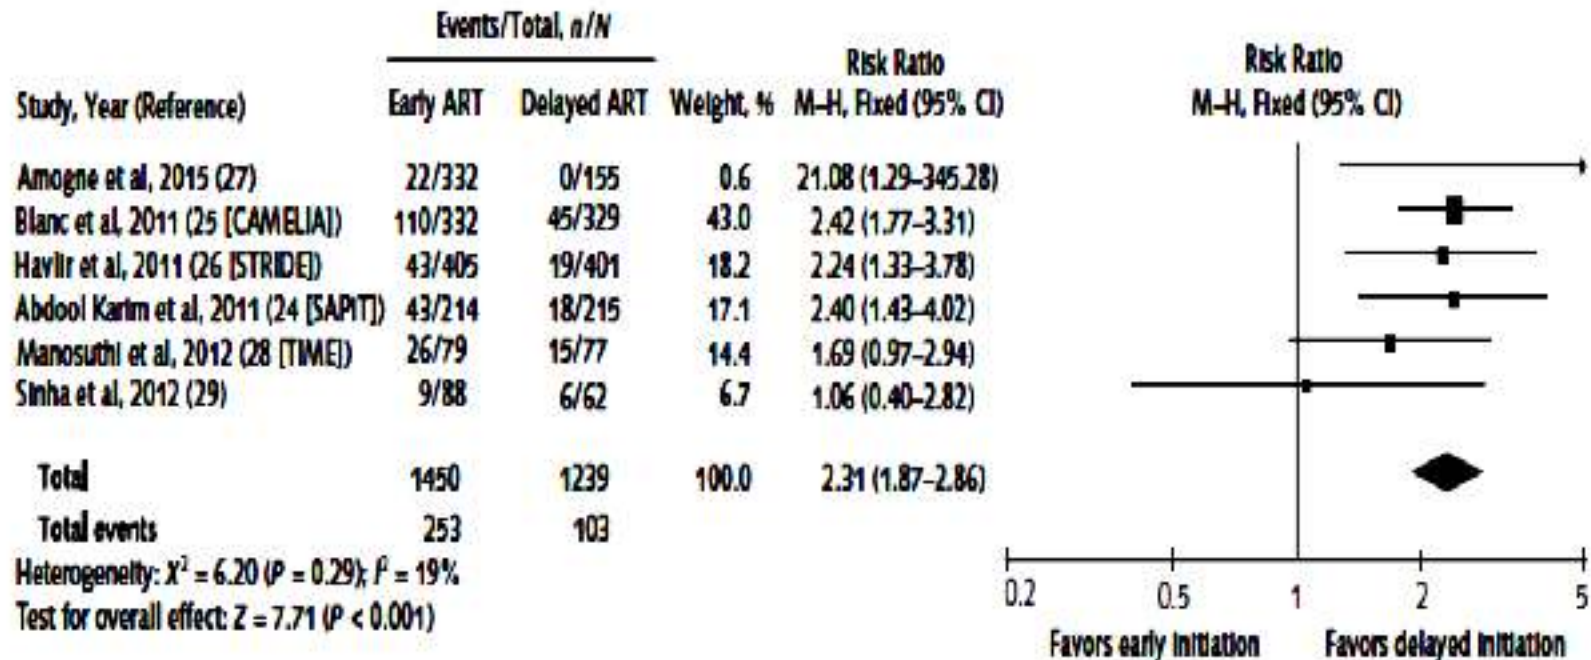 Events/Total, n/N
Risk Ratio Risk Ratio
Study, Year (Reference) Early ART Delayed ART Weight, % M–H, Fixed (95% CI) M–H, Fixed (95% CI)
Amogne et al, 2015 (27) 22/332 0/155 0.6 21.08 (1.29–345.28)
Blanc et al, 2011 (25 [CAMELIA]) 110/332 45/329 43.0 2.42 (1.77–3.31)
Havlir et al, 2011 (26 [STRIDE]) 43/405 19/401 18.2 2.24 (1.33–3.78)
Abdool Karim et al, 2011 (24 [SAPIT]) 43/214 18/215 17.1 2.40 (1.43–4.02)
Manosuthi et al, 2012 (28 [TIME]) 26/79 15/77 14.4 1.69 (0.97–2.94)
Sinha et al, 2012 (29) 9/88 6/62 6.7 1.06 (0.40–2.82)
Total 1450 1239 100.0 2.31 (1.87–2.86)
Total events 253 103
Heterogeneity: X² = 6.20 (P = 0.29); I² = 19%
Test for overall effect: Z = 7.71 (P < 0.001)
0.2 0.5 1 2 5
Favors early initiation Favors delayed initiation